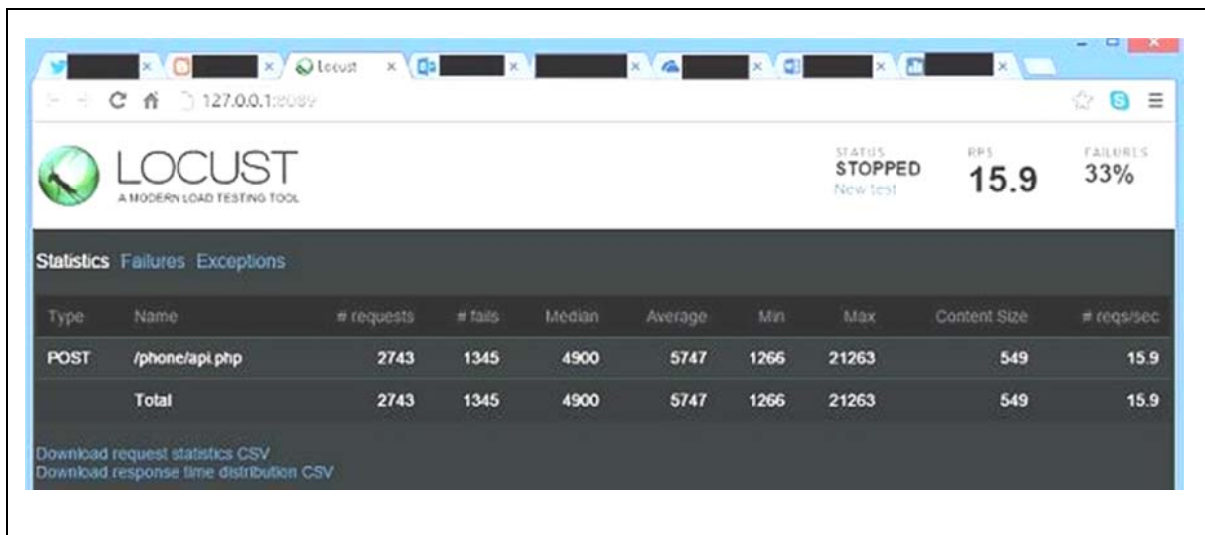 Locust
127.0.0.1:8089
LOCUST
A MODERN LOAD TESTING TOOL
STATUS
STOPPED
New test
RPS
15.9
FAILURES
33%
Statistics Failures Exceptions
Type Name # requests # fails Median Average Min Max Content Size # reqs/sec
POST /phone/api.php 2743 1345 4900 5747 1266 21263 549 15.9
Total 2743 1345 4900 5747 1266 21263 549 15.9
Download request statistics CSV
Download response time distribution CSV